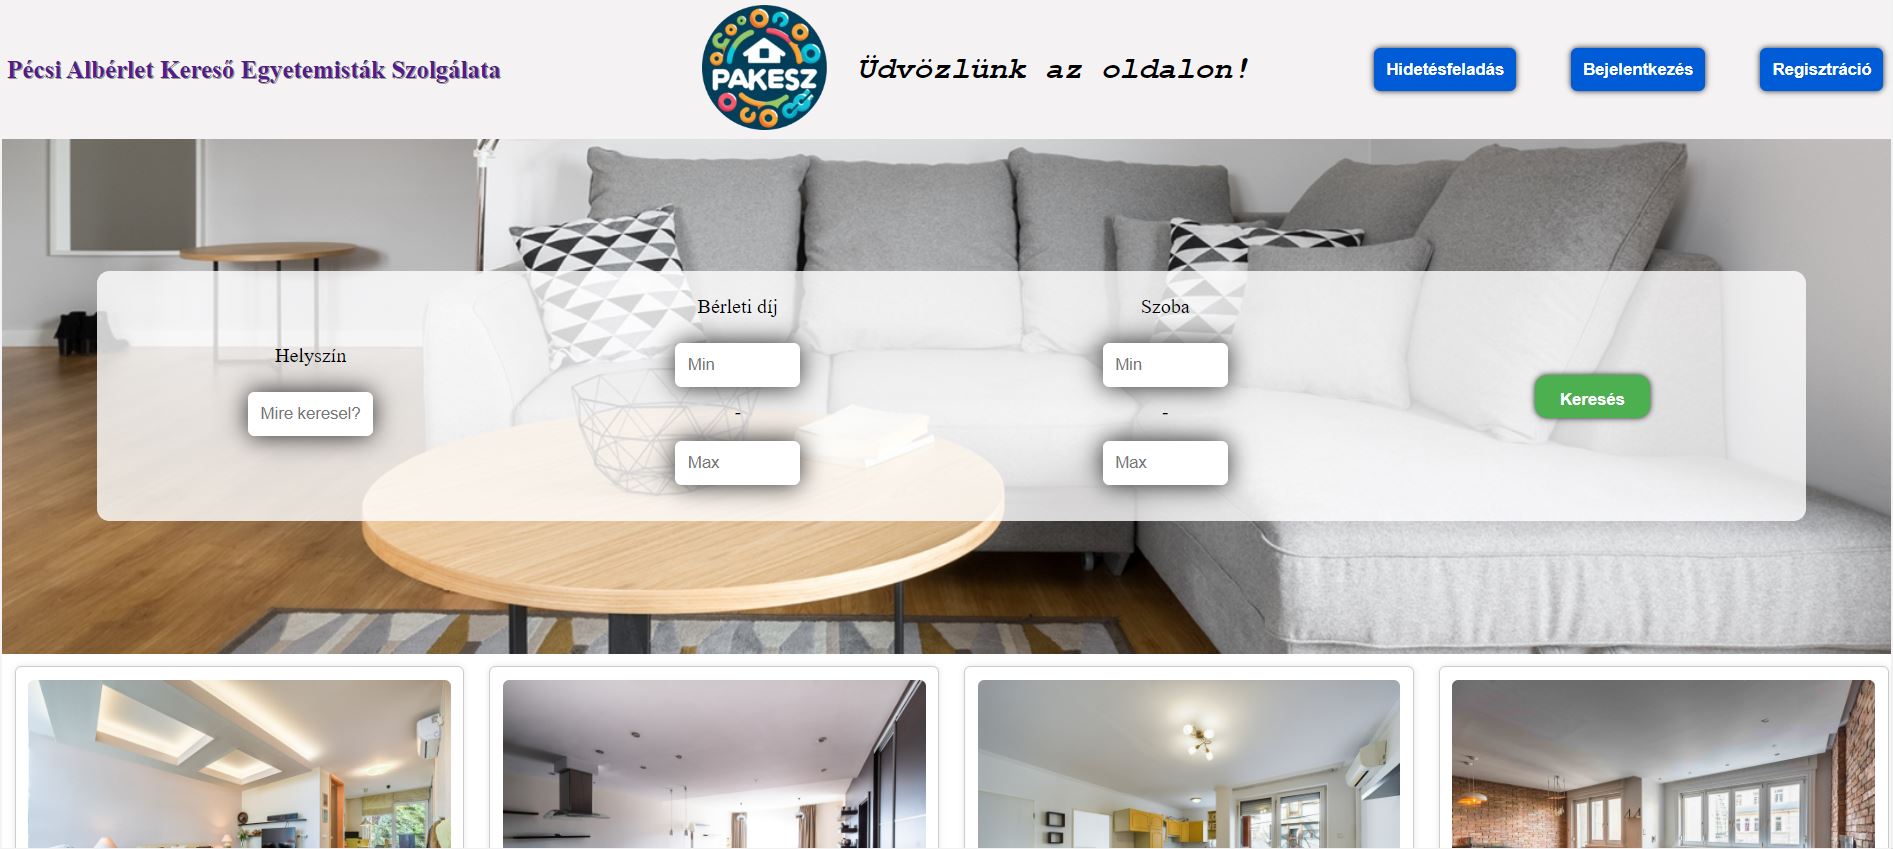 Pécsi Albérlet Kereső Egyetemisták Szolgálata
PAKESZ
Üdvözlünk az oldalon!
Hidetésfeladás
Bejelentkezés
Regisztráció
Helyszín
Mire keresel?
Bérleti díj
Min
-
Max
Szoba
Min
-
Max
Keresés